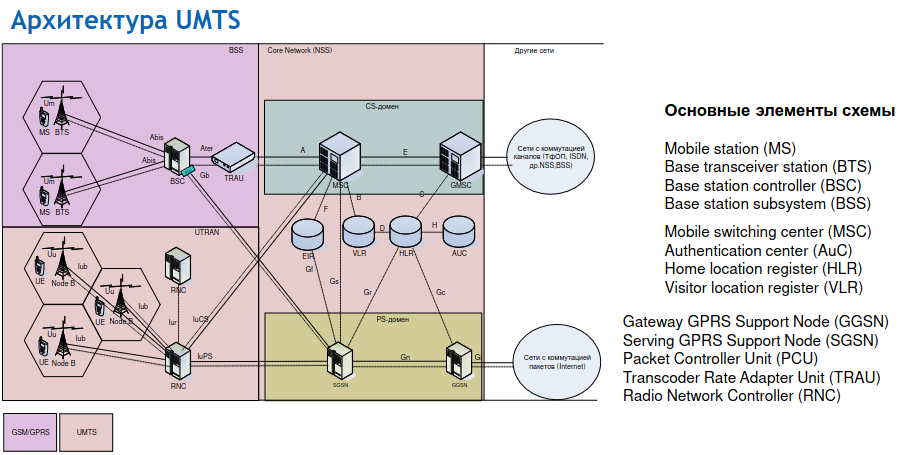 Архитектура UMTS
BSS
Core Network (NSS)
Другие сети
CS-домен
Um
MS BTS
Abis
Abis
Um
MS BTS
BSC
Ater
Gb
TRAU
A
MSC
E
GMSC
Сети с коммутацией
каналов (ТфОП, ISDN,
др.NSS,BSS)
UTRAN
F
B
C
EIR
VLR
D
HLR
H
AUC
Uu
Iub
UE
Node B
Uu
Iub
UE
Node B
Uu
Iub
UE
Node B
RNC
Iur
IuCS
IuPS
RNC
Gf
Gs
Gr
Gc
PS-домен
SGSN
Gn
GGSN
G
Сети с коммутацией
пакетов (Internet)
GSM/GPRS
UMTS
Основные элементы схемы
Mobile station (MS)
Base transceiver station (BTS)
Base station controller (BSC)
Base station subsystem (BSS)
Mobile switching center (MSC)
Authentication center (AuC)
Home location register (HLR)
Visitor location register (VLR)
Gateway GPRS Support Node (GGSN)
Serving GPRS Support Node (SGSN)
Packet Controller Unit (PCU)
Transcoder Rate Adapter Unit (TRAU)
Radio Network Controller (RNC)